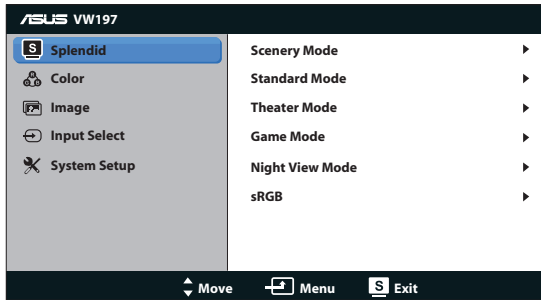 ASUS VW197
S Splendid
Color
Image
Input Select
System Setup
Scenery Mode
Standard Mode
Theater Mode
Game Mode
Night View Mode
sRGB
Move Menu S Exit